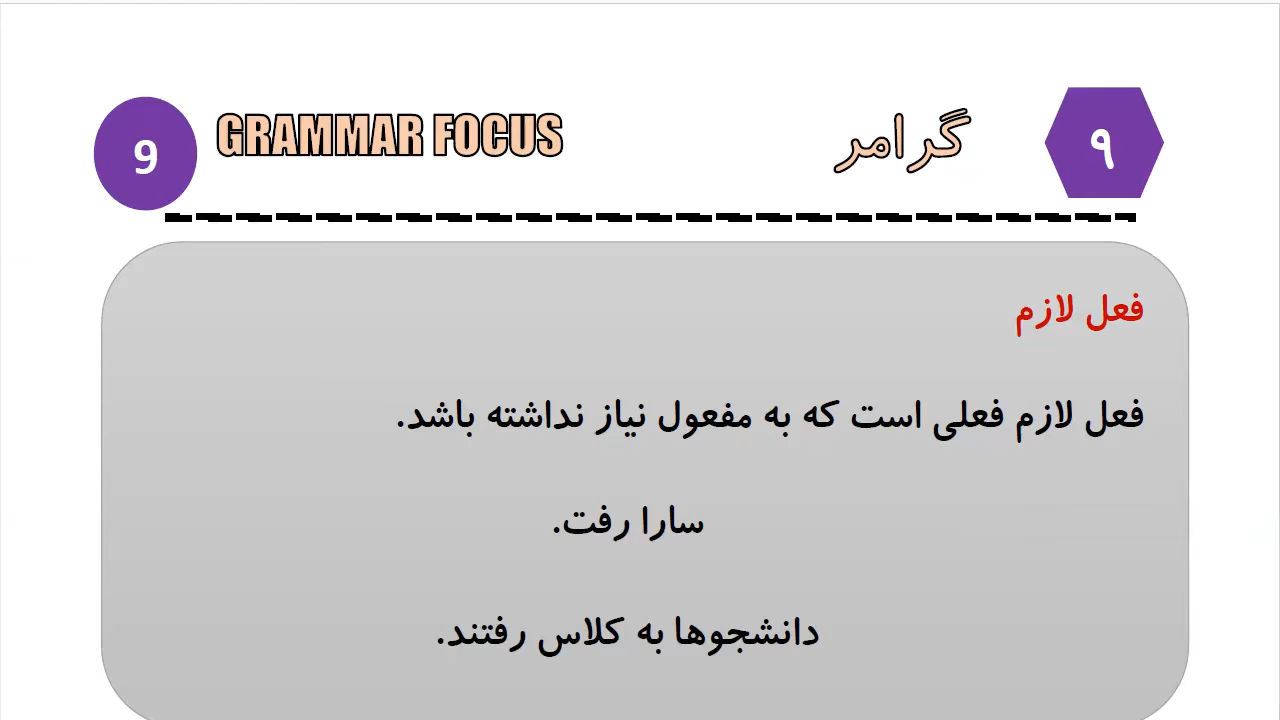 9 GRAMMAR FOCUS
گرامر ۹
فعل لازم
فعل لازم فعلی است که به مفعول نیاز نداشته باشد.
سارا رفت.
دانشجوها به کلاس رفتند.